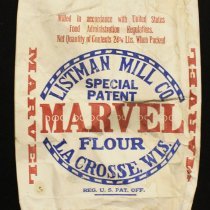 Milled in accordance with United States
Food Administration Regulations.
Net Quantity of Contents 24½ Lbs. When Packed
LISTMAN MILL CO.
SPECIAL
PATENT
MARVEL
FLOUR
LA CROSSE WIS.
REG. U.S. PAT. OFF.
MARVEL
MARVEL